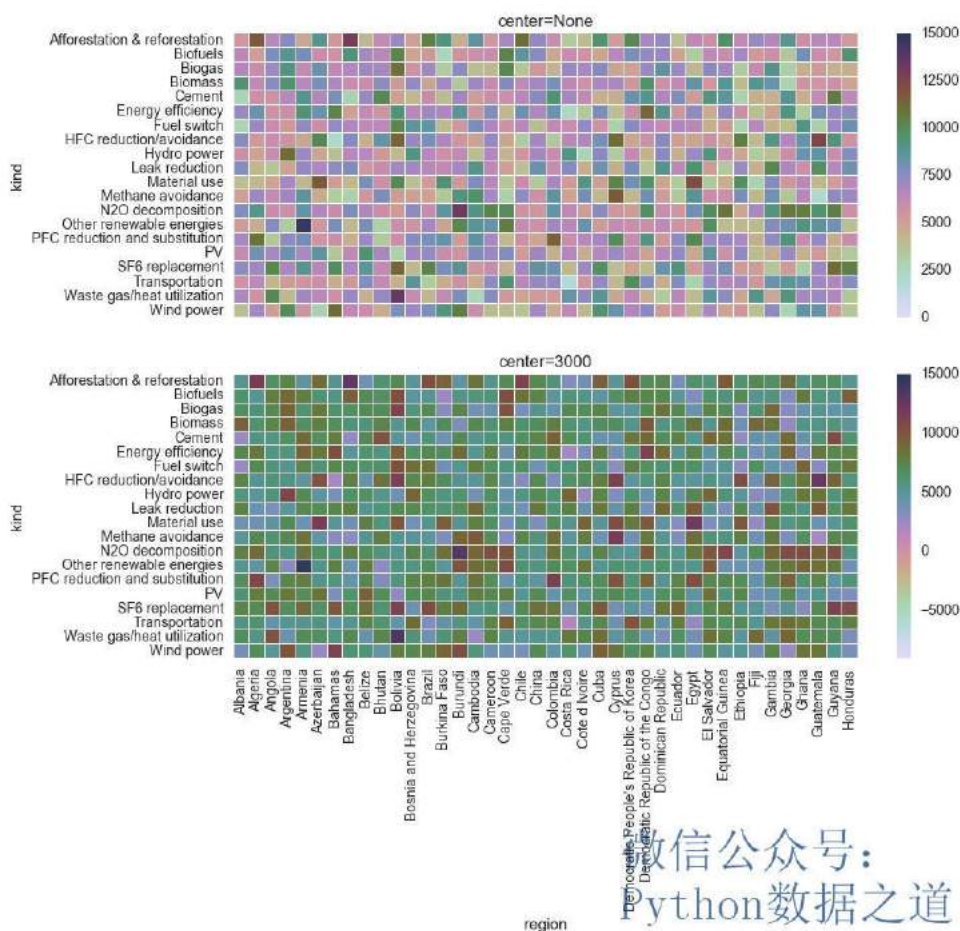 center=None
kind
Afforestation & reforestation
Biofuels
Biogas
Biomass
Cement
Energy efficiency
Fuel switch
HFC reduction/avoidance
Hydro power
Leak reduction
Material use
Methane avoidance
N2O decomposition
Other renewable energies
PFC reduction and substitution
PV
SF6 replacement
Transportation
Waste gas/heat utilization
Wind power
15000
12500
10000
7500
5000
2500
0
center=3000
kind
Afforestation & reforestation
Biofuels
Biogas
Biomass
Cement
Energy efficiency
Fuel switch
HFC reduction/avoidance
Hydro power
Leak reduction
Material use
Methane avoidance
N2O decomposition
Other renewable energies
PFC reduction and substitution
PV
SF6 replacement
Transportation
Waste gas/heat utilization
Wind power
15000
10000
5000
0
−5000
Albania
Algeria
Angola
Argentina
Armenia
Azerbaijan
Bahamas
Bangladesh
Belize
Bhutan
Bolivia
Bosnia and Herzegovina
Brazil
Burkina Faso
Burundi
Cambodia
Cameroon
Cape Verde
Chile
China
Colombia
Costa Rica
Cote d Ivoire
Cuba
Cyprus
Democratic People's Republic of Korea
Democratic Republic of the Congo
Dominican Republic
Ecuador
Egypt
El Salvador
Equatorial Guinea
Ethiopia
Fiji
Gambia
Georgia
Ghana
Guatemala
Guyana
Honduras
region
微信公众号：
Python数据之道